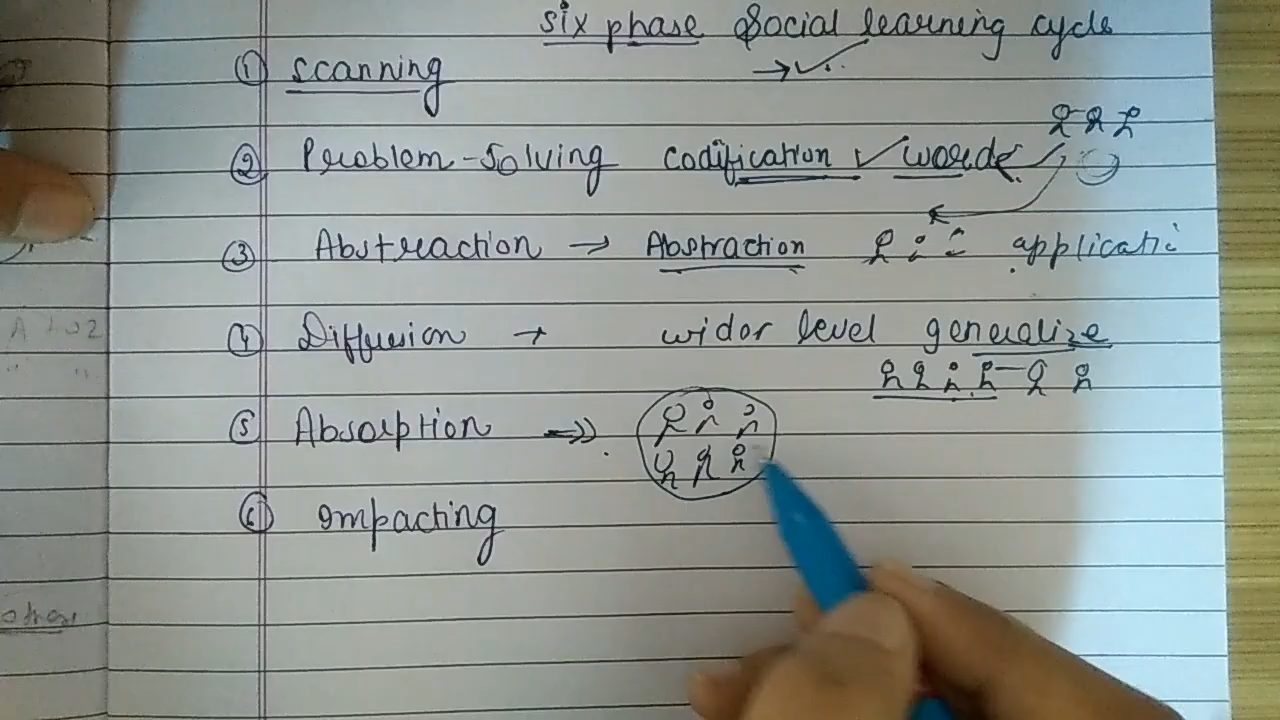 six phase Social learning cycle
① scanning
② Problem-solving codification words
③ Abstraction → Abstraction applicati
④ Diffusion → widor level generalize
⑤ Absorption
⑥ impacting